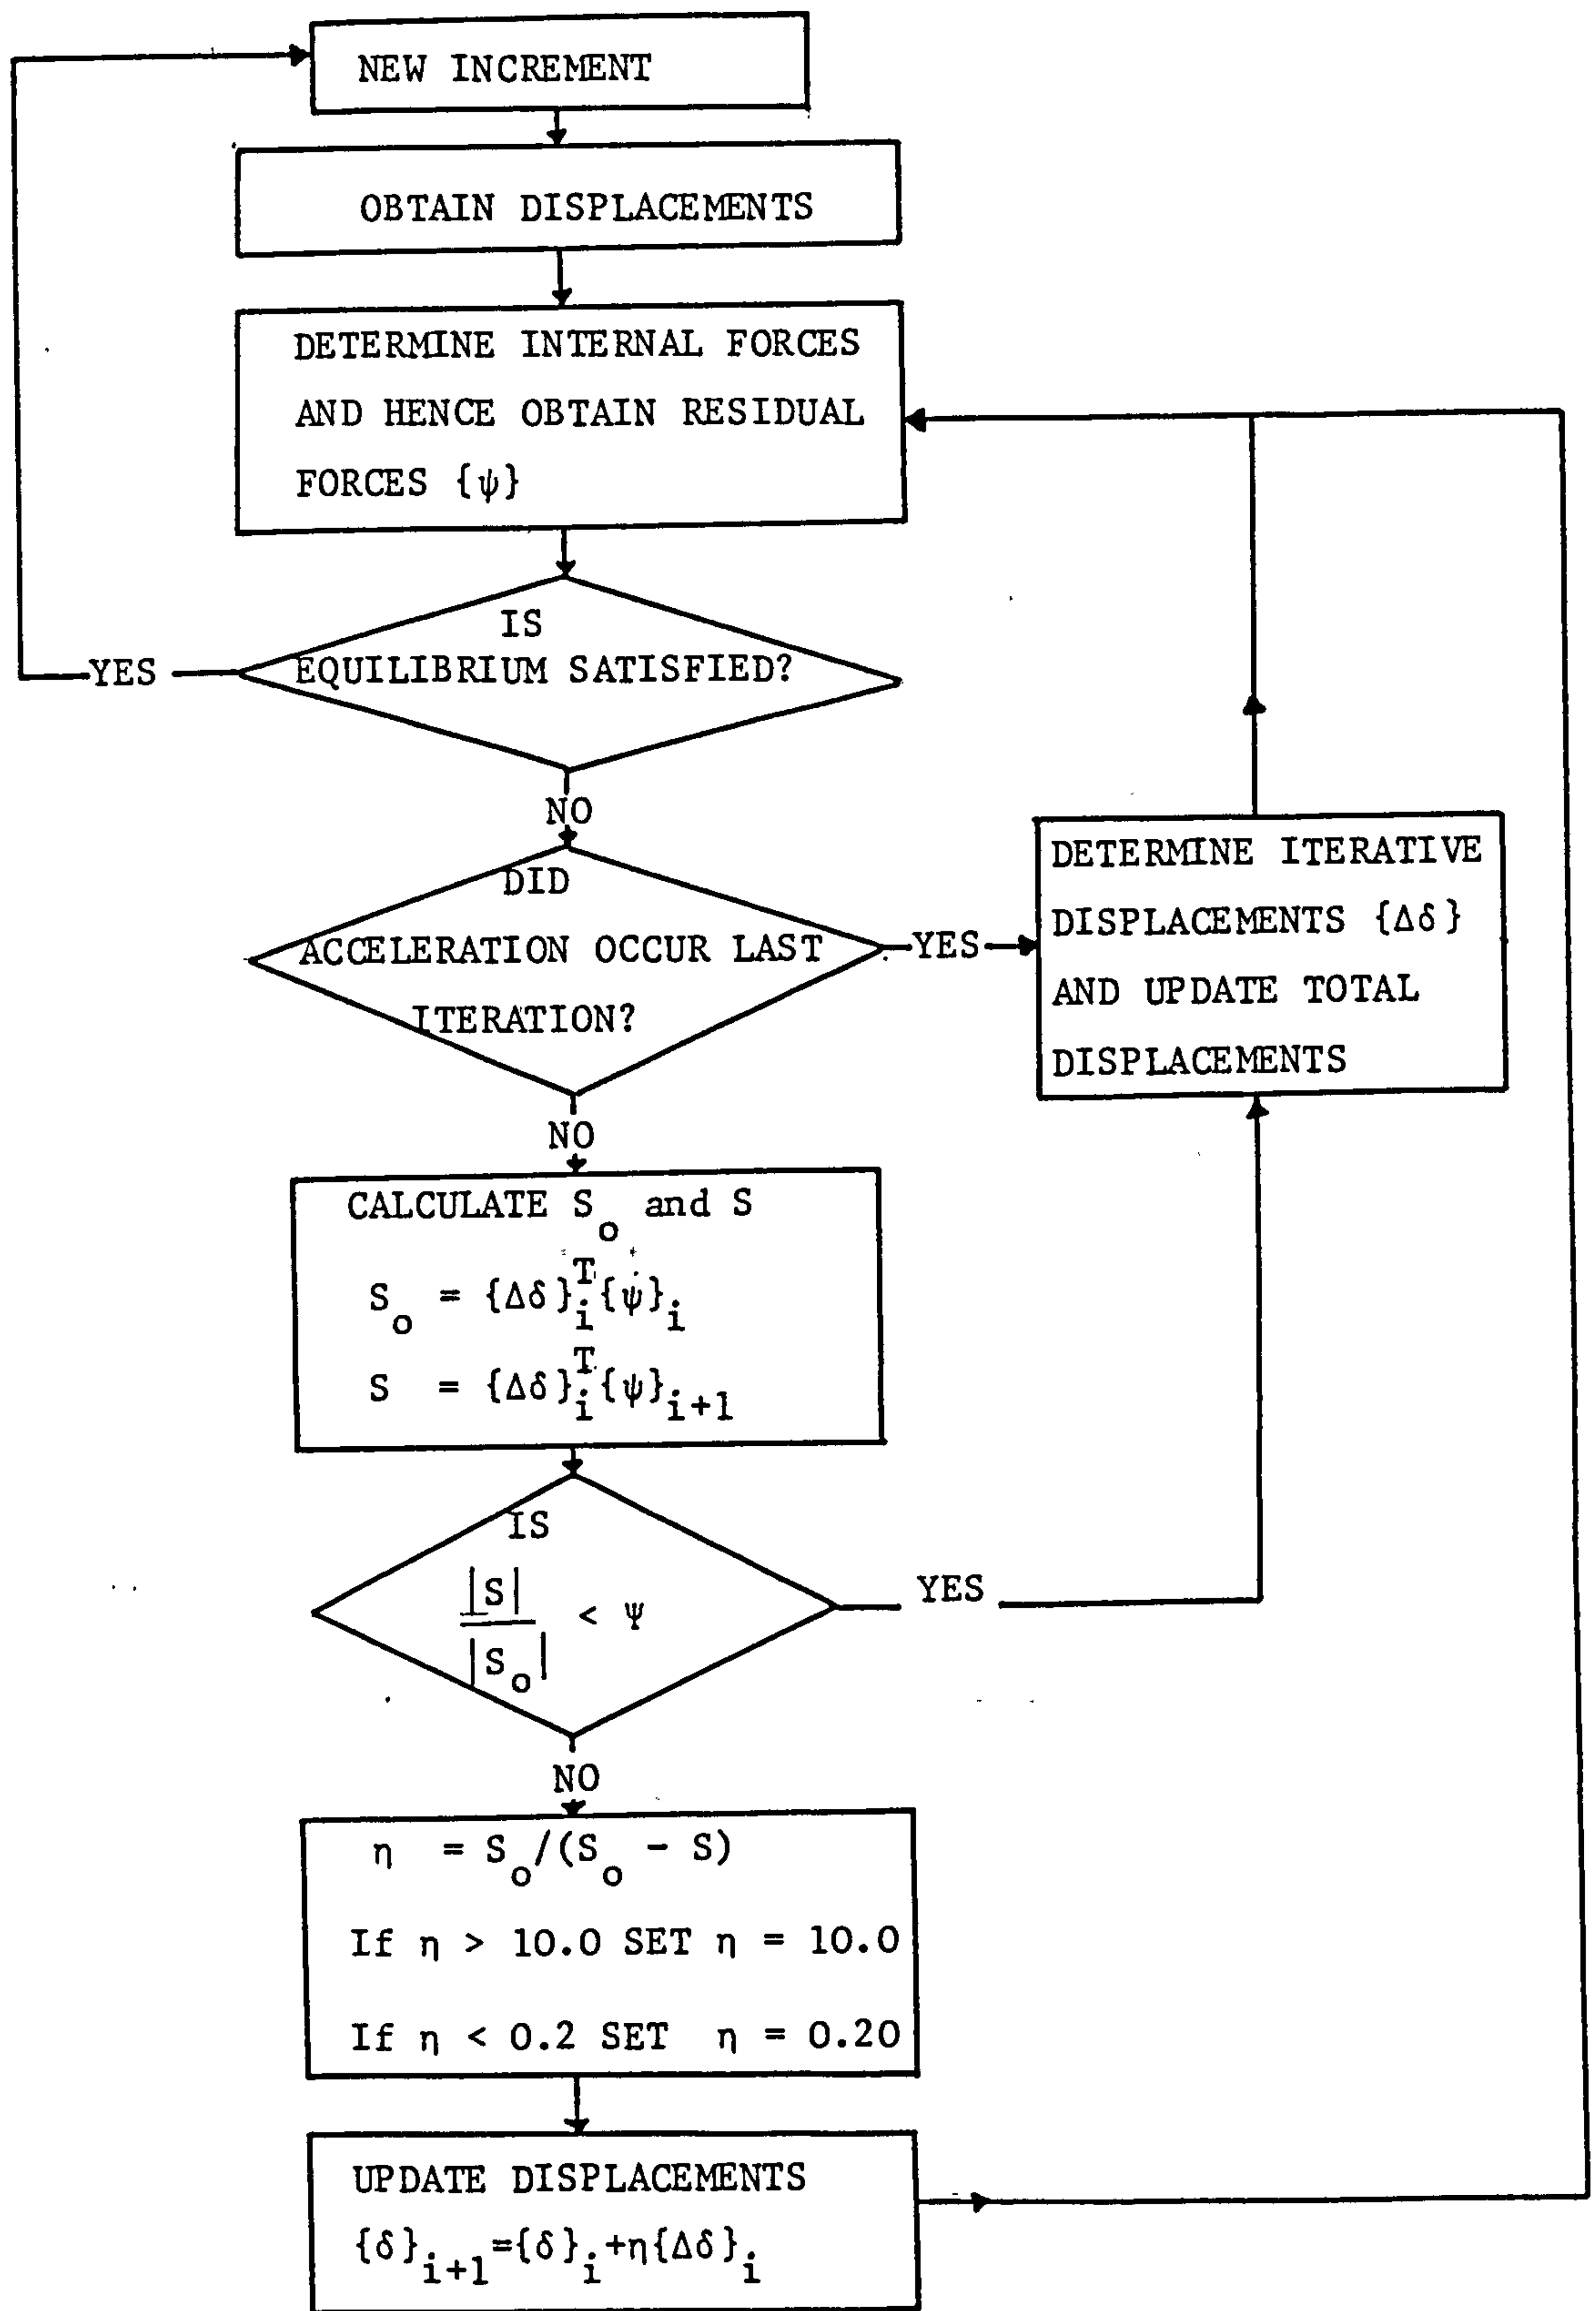 NEW INCREMENT
OBTAIN DISPLACEMENTS
DETERMINE INTERNAL FORCES
AND HENCE OBTAIN RESIDUAL
FORCES {ψ}
IS
EQUILIBRIUM SATISFIED?
YES
NO
DID
ACCELERATION OCCUR LAST
ITERATION?
YES
DETERMINE ITERATIVE
DISPLACEMENTS {Δδ}
AND UPDATE TOTAL
DISPLACEMENTS
NO
CALCULATE S_o and S
S_o = {Δδ}_i^T{ψ}_i
S = {Δδ}_i^T{ψ}_{i+1}
IS
|S|
< Ψ
|S_o|
YES
NO
η = S_o/(S_o - S)
If η > 10.0 SET η = 10.0
If η < 0.2 SET η = 0.20
UPDATE DISPLACEMENTS
{δ}_{i+1}={δ}_i+η{Δδ}_i